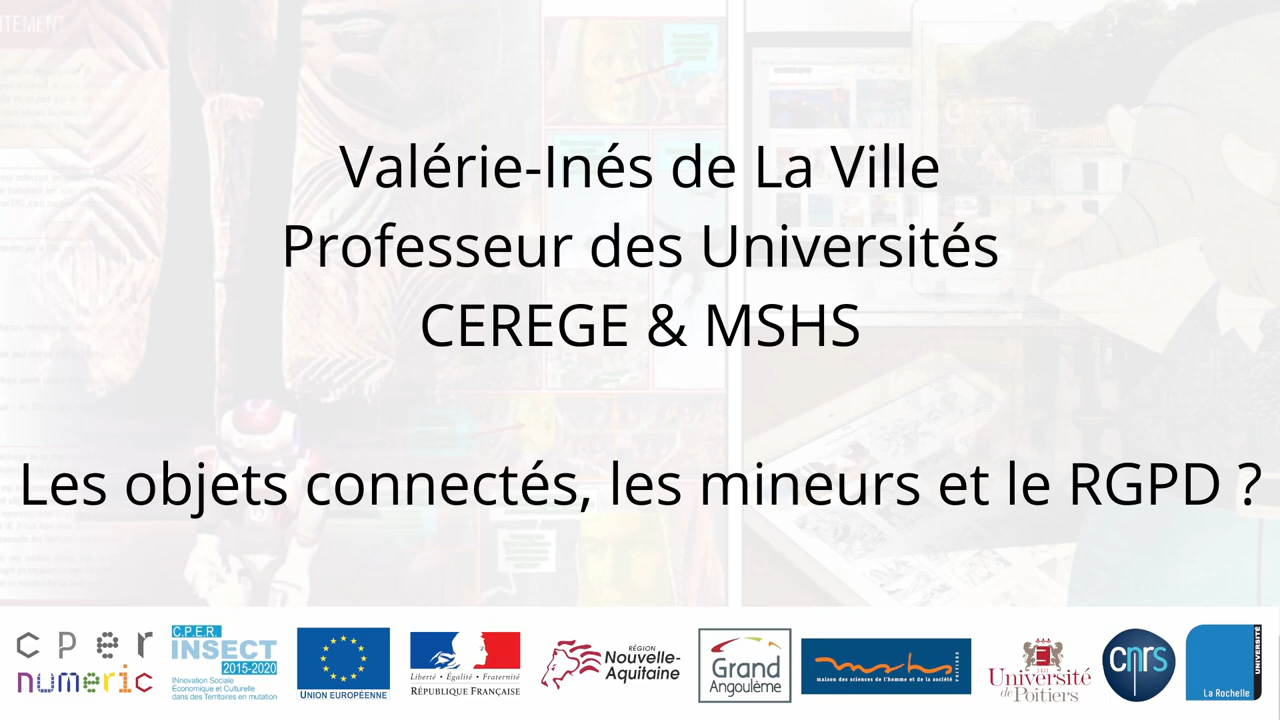 Valérie-Inés de La Ville
Professeur des Universités
CEREGE & MSHS
Les objets connectés, les mineurs et le RGPD ?
cper
numeric
C.P.E.R.
INSECT
2015-2020
INnovation Sociale
Économique et Culturelle
dans des Territoires en mutation
UNION EUROPÉENNE
Liberté • Égalité • Fraternité
RÉPUBLIQUE FRANÇAISE
RÉGION
Nouvelle-
Aquitaine
Grand
Angoulême
mshs
POITIERS
maison des sciences de l'homme et de la société
Université
de Poitiers
cnrs
La Rochelle
UNIVERSITÉ